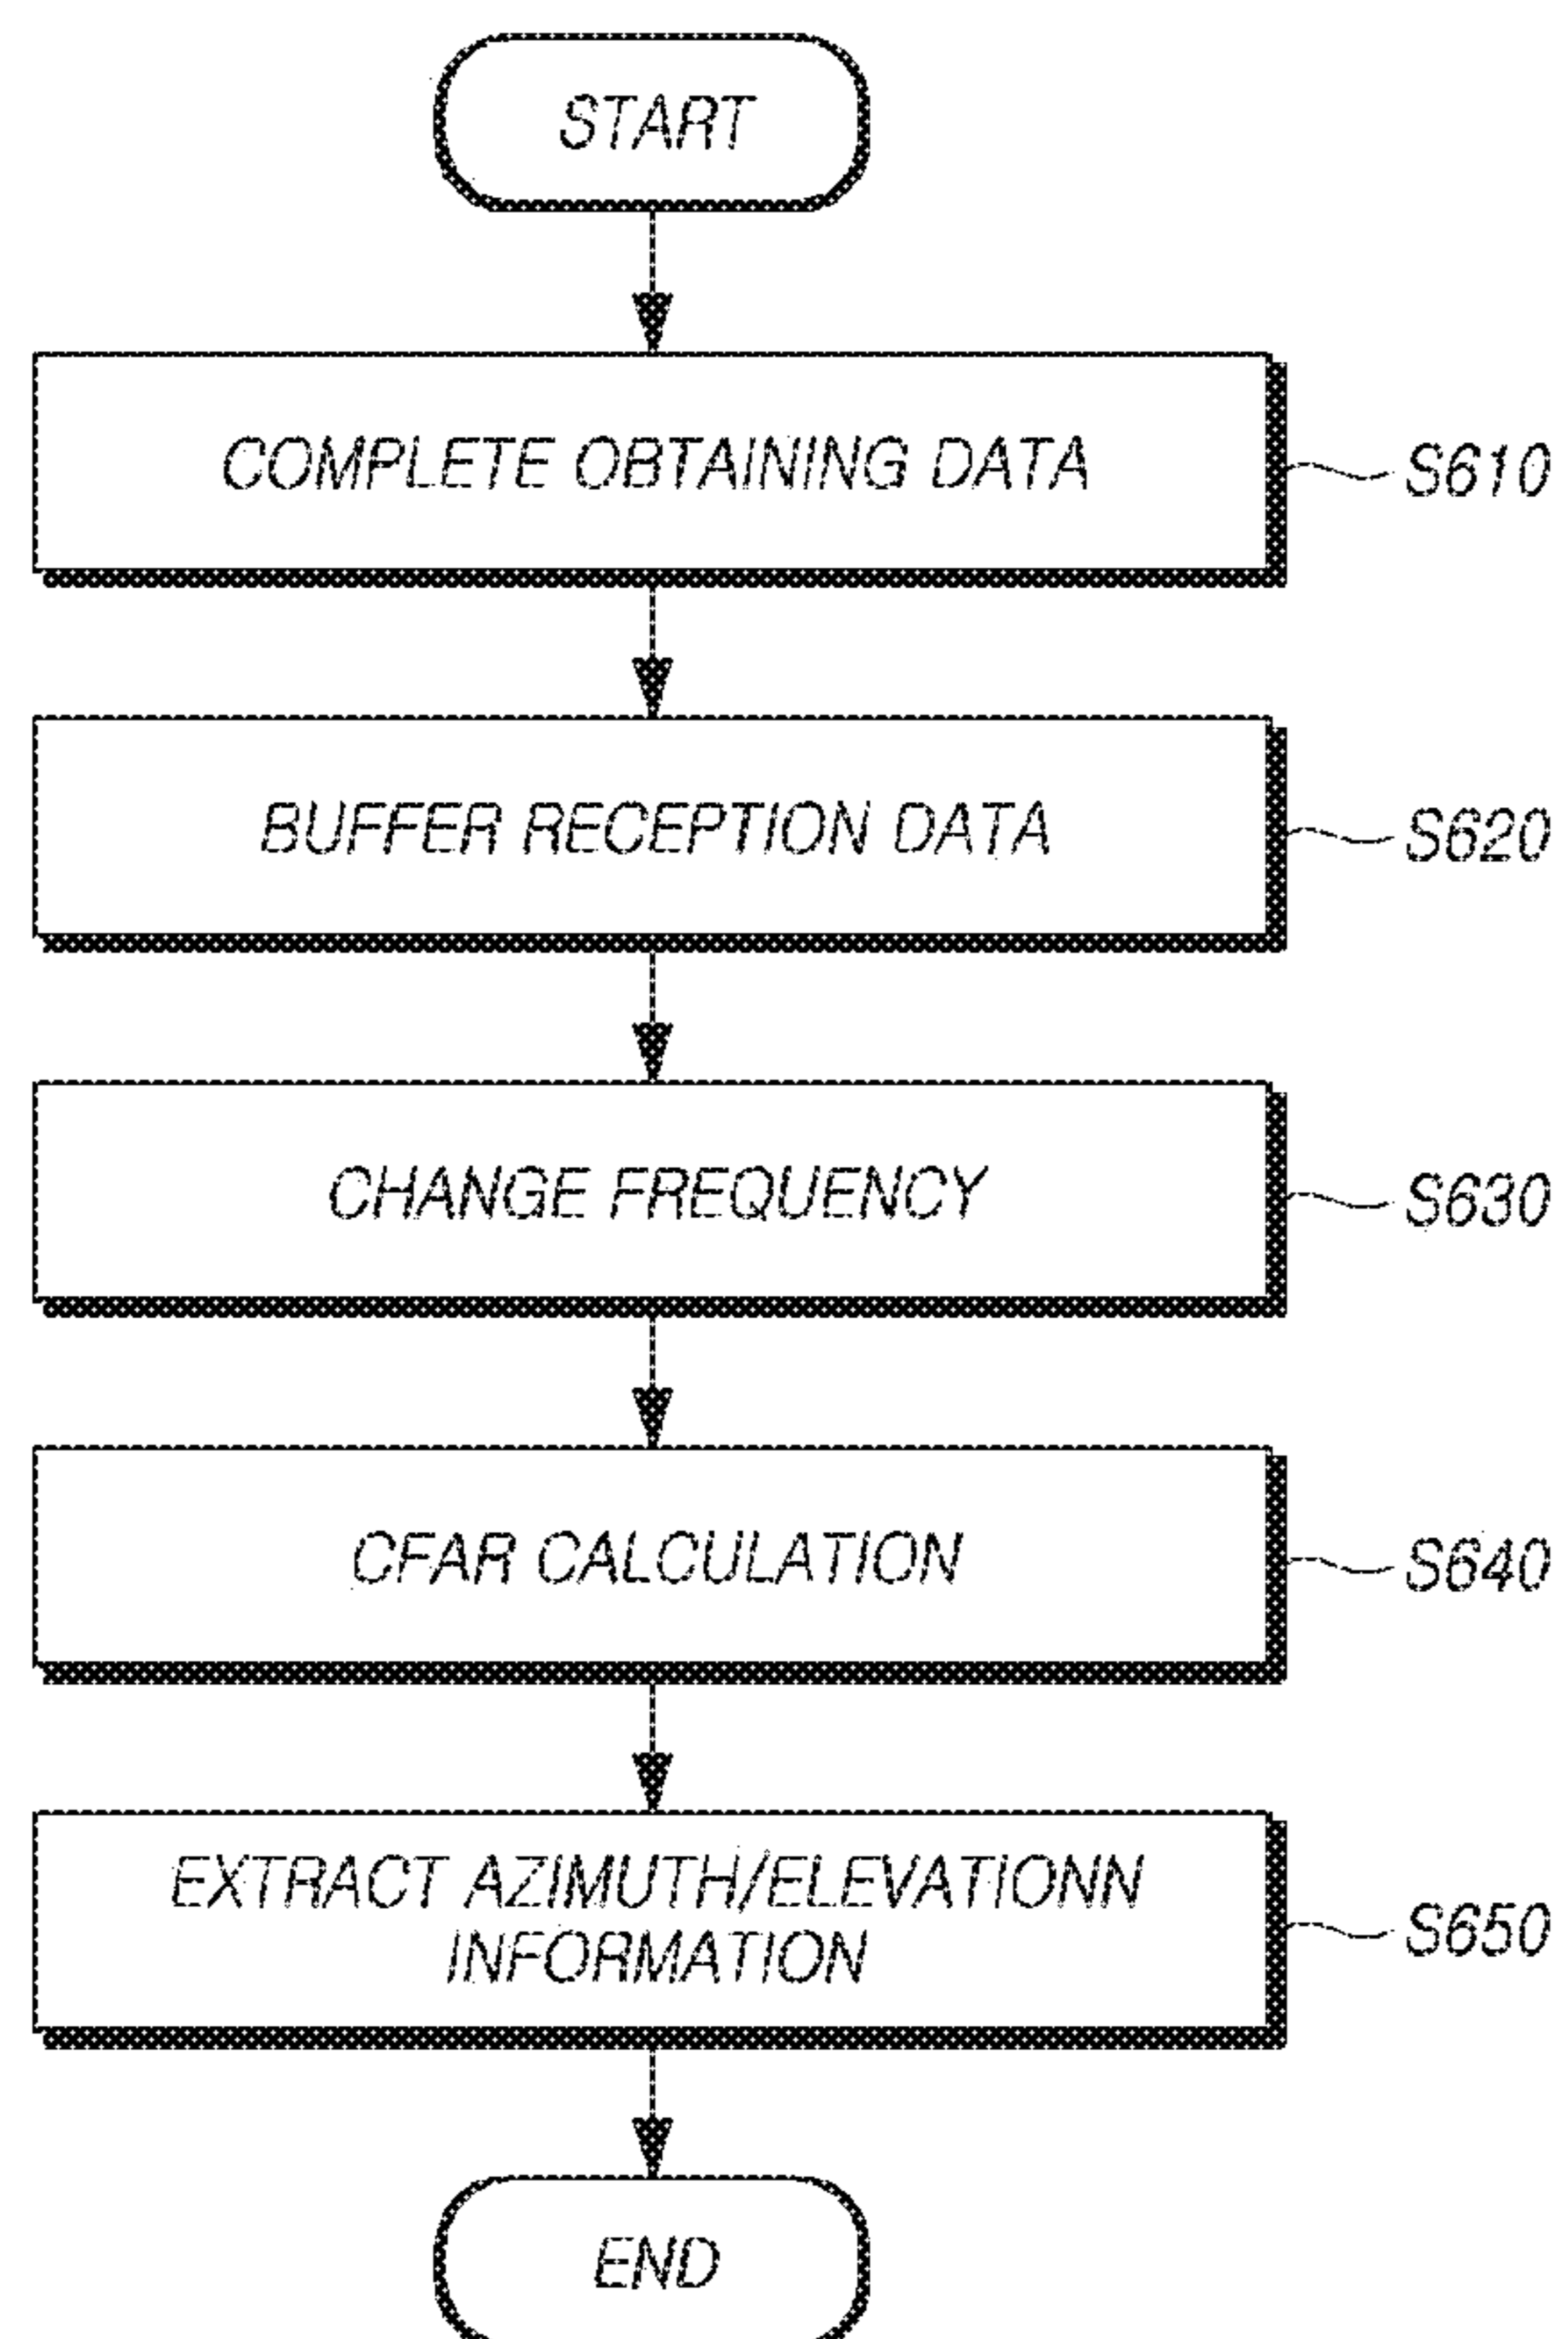 START
COMPLETE OBTAINING DATA
S610
BUFFER RECEPTION DATA
S620
CHANGE FREQUENCY
S630
CFAR CALCULATION
S640
EXTRACT AZIMUTH/ELEVATIONN
INFORMATION
S650
END